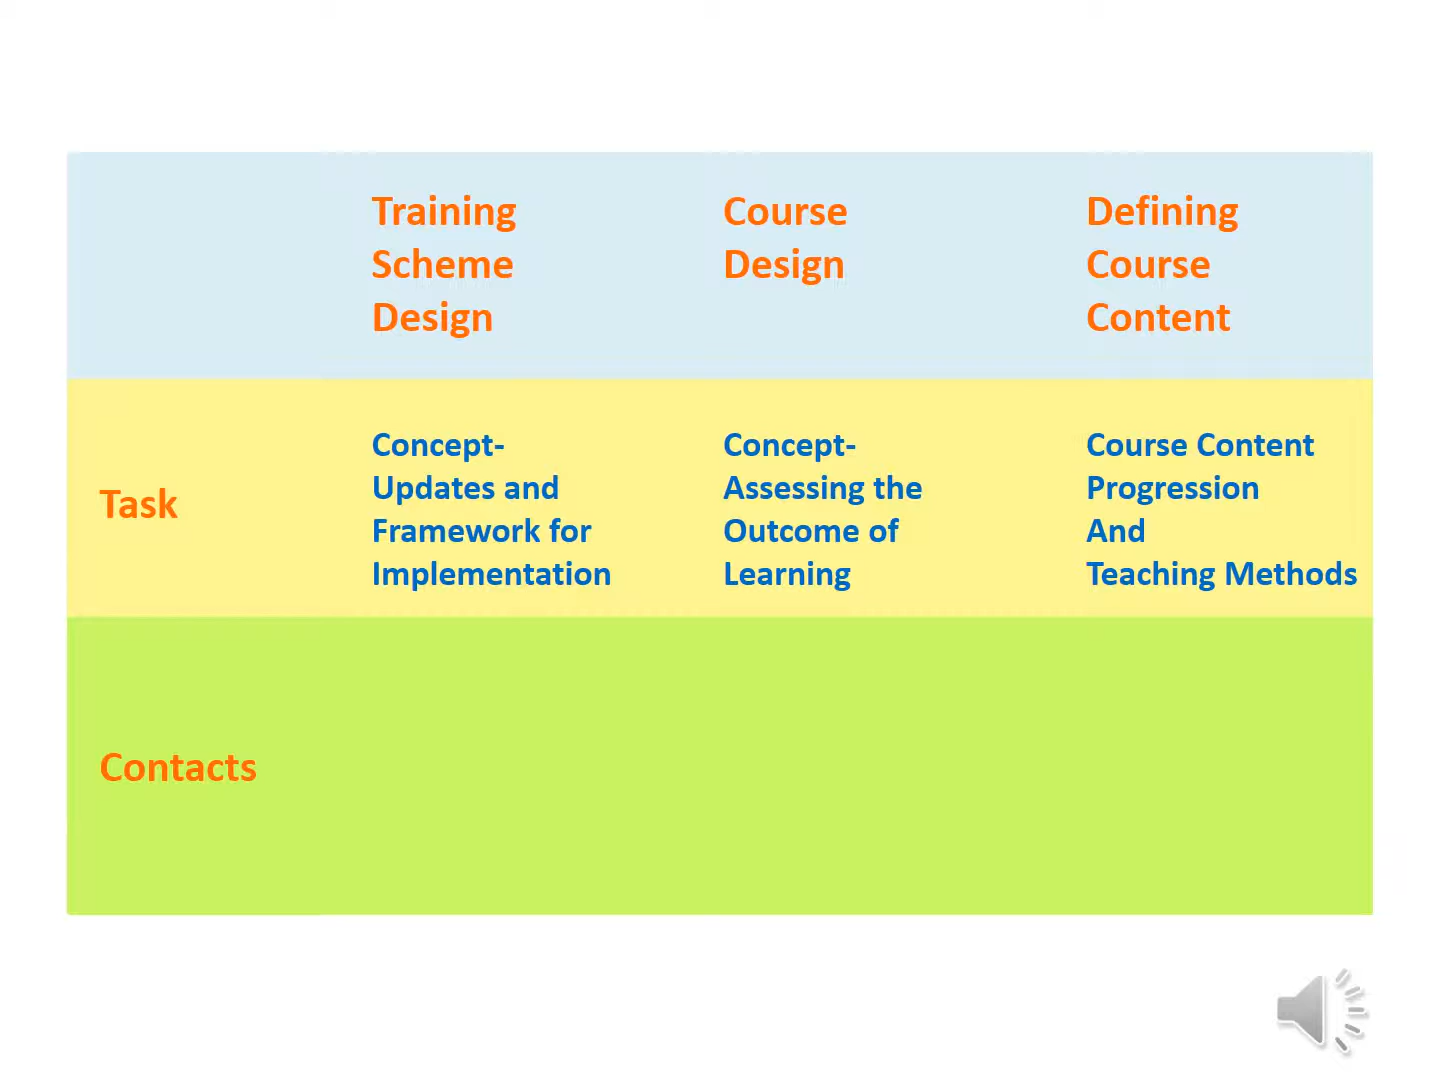 Training
Scheme
Design
Course
Design
Defining
Course
Content
Task
Concept-
Updates and
Framework for
Implementation
Concept-
Assessing the
Outcome of
Learning
Course Content
Progression
And
Teaching Methods
Contacts